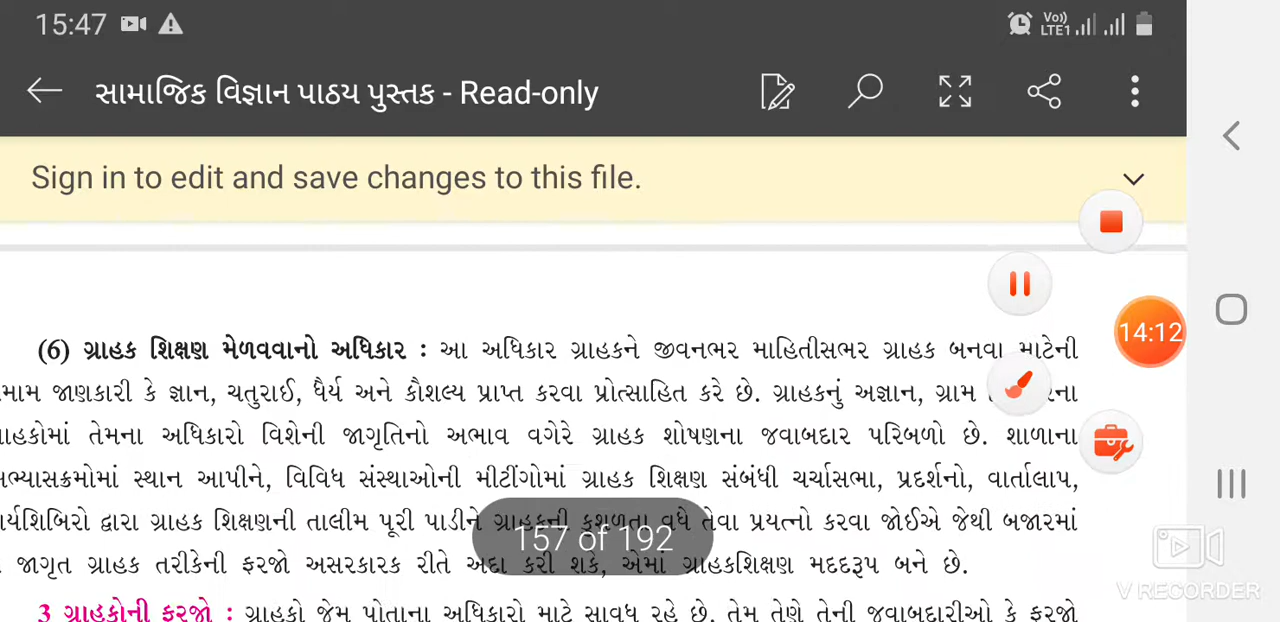 15:47
Vo)) LTE1
સામાજિક વિજ્ઞાન પાઠય પુસ્તક - Read-only
Sign in to edit and save changes to this file.
14:12
(6) ગ્રાહક શિક્ષણ મેળવવાનો અધિકાર : આ અધિકાર ગ્રાહકને જીવનભર માહિતીસભર ગ્રાહક બનવા માટેની
જાણકારી કે જ્ઞાન, ચતુરાઈ, ધૈર્ય અને કૌશલ્ય પ્રાપ્ત કરવા પ્રોત્સાહિત કરે છે. ગ્રાહકનું અજ્ઞાન, ગ્રામ
તેમના અધિકારો વિશેની જાગૃતિનો અભાવ વગેરે ગ્રાહક શોષણના જવાબદાર પરિબળો છે. શાળાના
સ્થાન આપીને, વિવિધ સંસ્થાઓની મીટીંગોમાં ગ્રાહક શિક્ષણ સંબંધી ચર્ચાસભા, પ્રદર્શનો, વાર્તાલાપ,
દ્વારા ગ્રાહક શિક્ષણની તાલીમ પૂરી પાડીને ગ્રાહકની કુશળતા વધે તેવા પ્રયત્નો કરવા જોઈએ જેથી બજારમાં
157 of 192
જાગૃત ગ્રાહક તરીકેની ફરજો અસરકારક રીતે અદા કરી શકે, એમાં ગ્રાહકશિક્ષણ મદદરૂપ બને છે.
V RECORDER
3 ગ્રાહકોની ફરજો : ગ્રાહકો જેમ પોતાના અધિકારો માટે સાવધ રહે છે. તેમ તેણે તેની જવાબદારીઓ કે ફરજો